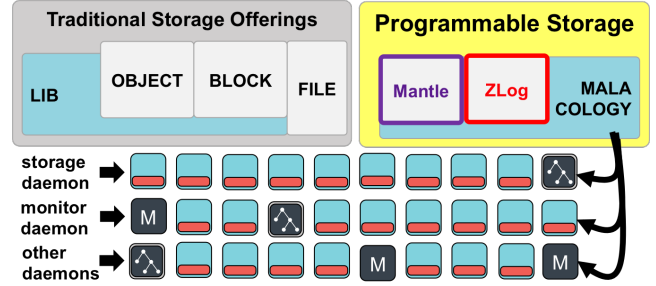 Traditional Storage Offerings
LIB
OBJECT
BLOCK
FILE
Programmable Storage
Mantle
ZLog
MALA
COLOGY
storage
daemon
monitor
daemon
M
other
daemons
M
M